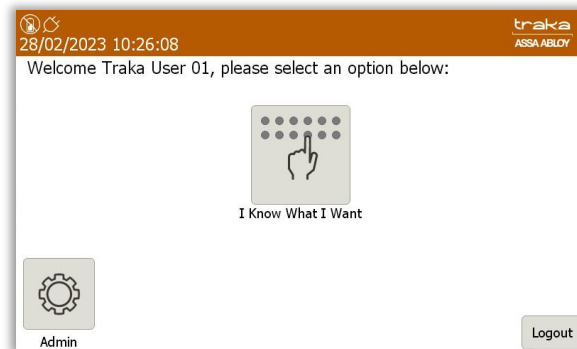 traka
28/02/2023 10:26:08
ASSA ABLOY
Welcome Traka User 01, please select an option below:
I Know What I Want
Admin
Logout